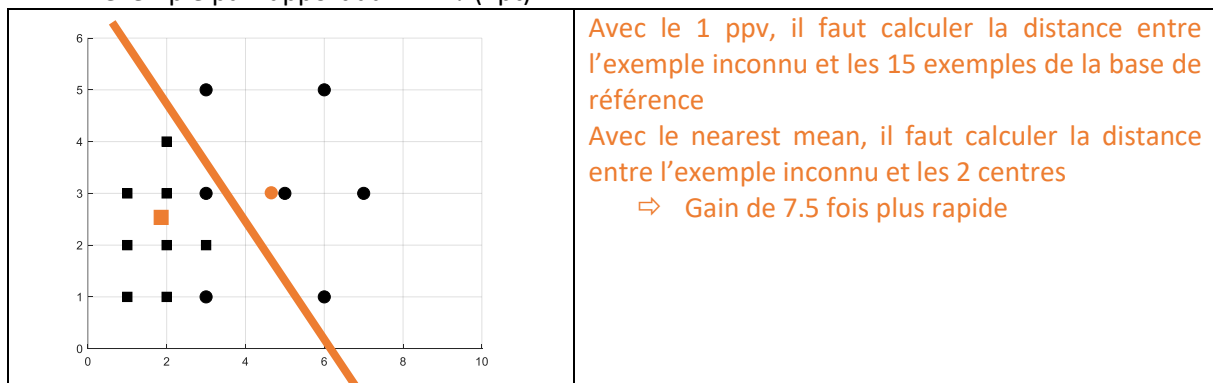 6
5
4
3
2
1
0
0 2 4 6 8 10
Avec le 1 ppv, il faut calculer la distance entre
l’exemple inconnu et les 15 exemples de la base de
référence
Avec le nearest mean, il faut calculer la distance
entre l’exemple inconnu et les 2 centres
⇨ Gain de 7.5 fois plus rapide